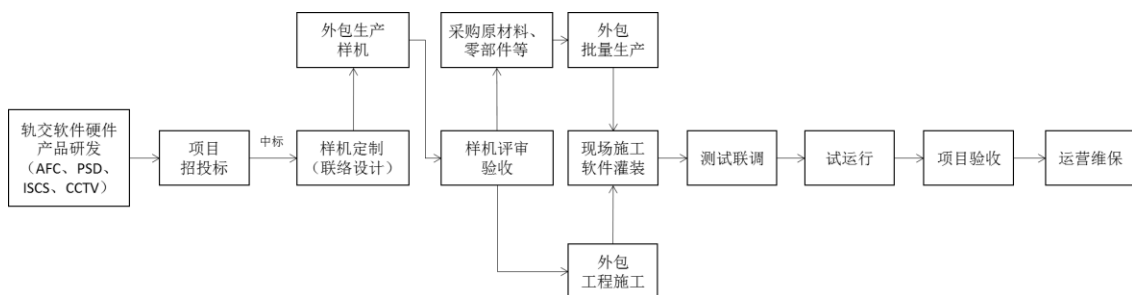 外包生产
样机
采购原材料、
零部件等
外包
批量生产
轨交软件硬件
产品研发
（AFC、PSD、
ISCS、CCTV）
项目
招投标
中标
样机定制
（联络设计）
样机评审
验收
现场施工
软件灌装
测试联调
试运行
项目验收
运营维保
外包
工程施工